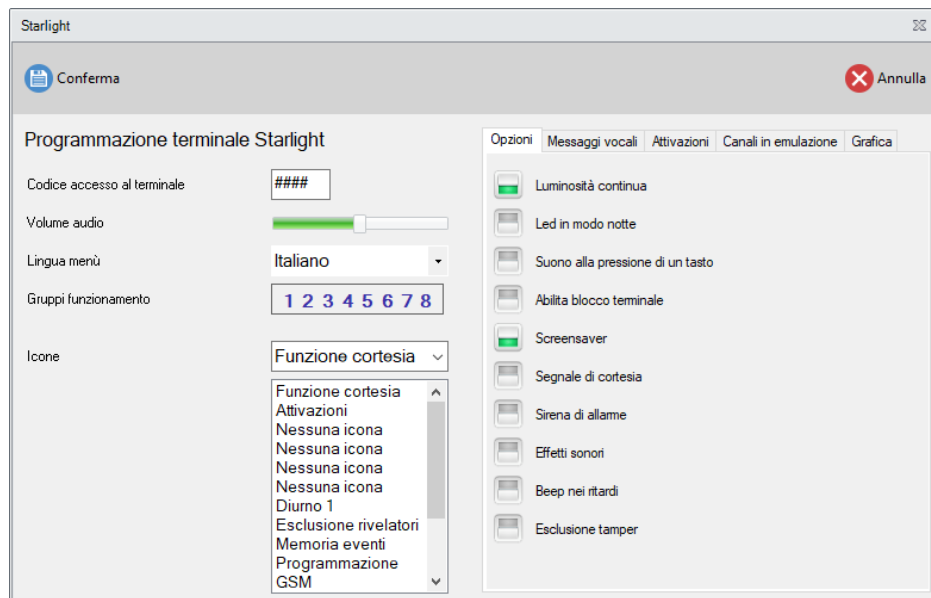 Starlight
Conferma
Annulla
Programmazione terminale Starlight
Codice accesso al terminale
####
Volume audio
Lingua menù
Italiano
Gruppi funzionamento
1 2 3 4 5 6 7 8
Icone
Funzione cortesia
Funzione cortesia
Attivazioni
Nessuna icona
Nessuna icona
Nessuna icona
Nessuna icona
Diurno 1
Esclusione rivelatori
Memoria eventi
Programmazione
GSM
Opzioni
Messaggi vocali
Attivazioni
Canali in emulazione
Grafica
Luminosità continua
Led in modo notte
Suono alla pressione di un tasto
Abilita blocco terminale
Screensaver
Segnale di cortesia
Sirena di allarme
Effetti sonori
Beep nei ritardi
Esclusione tamper